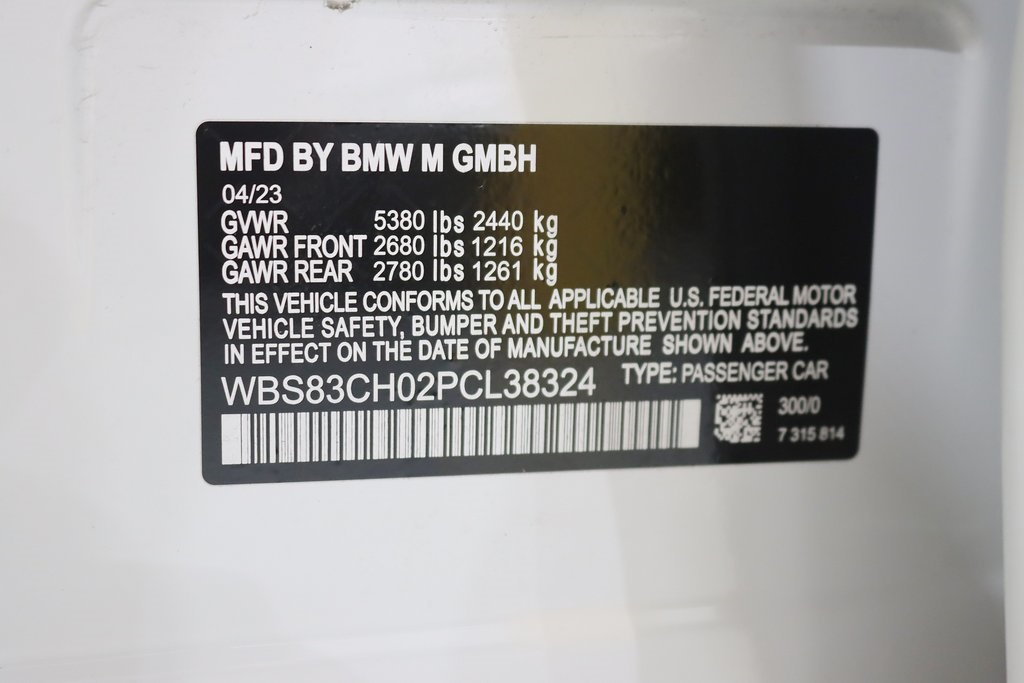 MFD BY BMW M GMBH
04/23
GVWR 5380 lbs 2440 kg
GAWR FRONT 2680 lbs 1216 kg
GAWR REAR 2780 lbs 1261 kg
THIS VEHICLE CONFORMS TO ALL APPLICABLE U.S. FEDERAL MOTOR
VEHICLE SAFETY, BUMPER AND THEFT PREVENTION STANDARDS
IN EFFECT ON THE DATE OF MANUFACTURE SHOWN ABOVE.
WBS83CH02PCL38324 TYPE: PASSENGER CAR
300/0
7 315 814